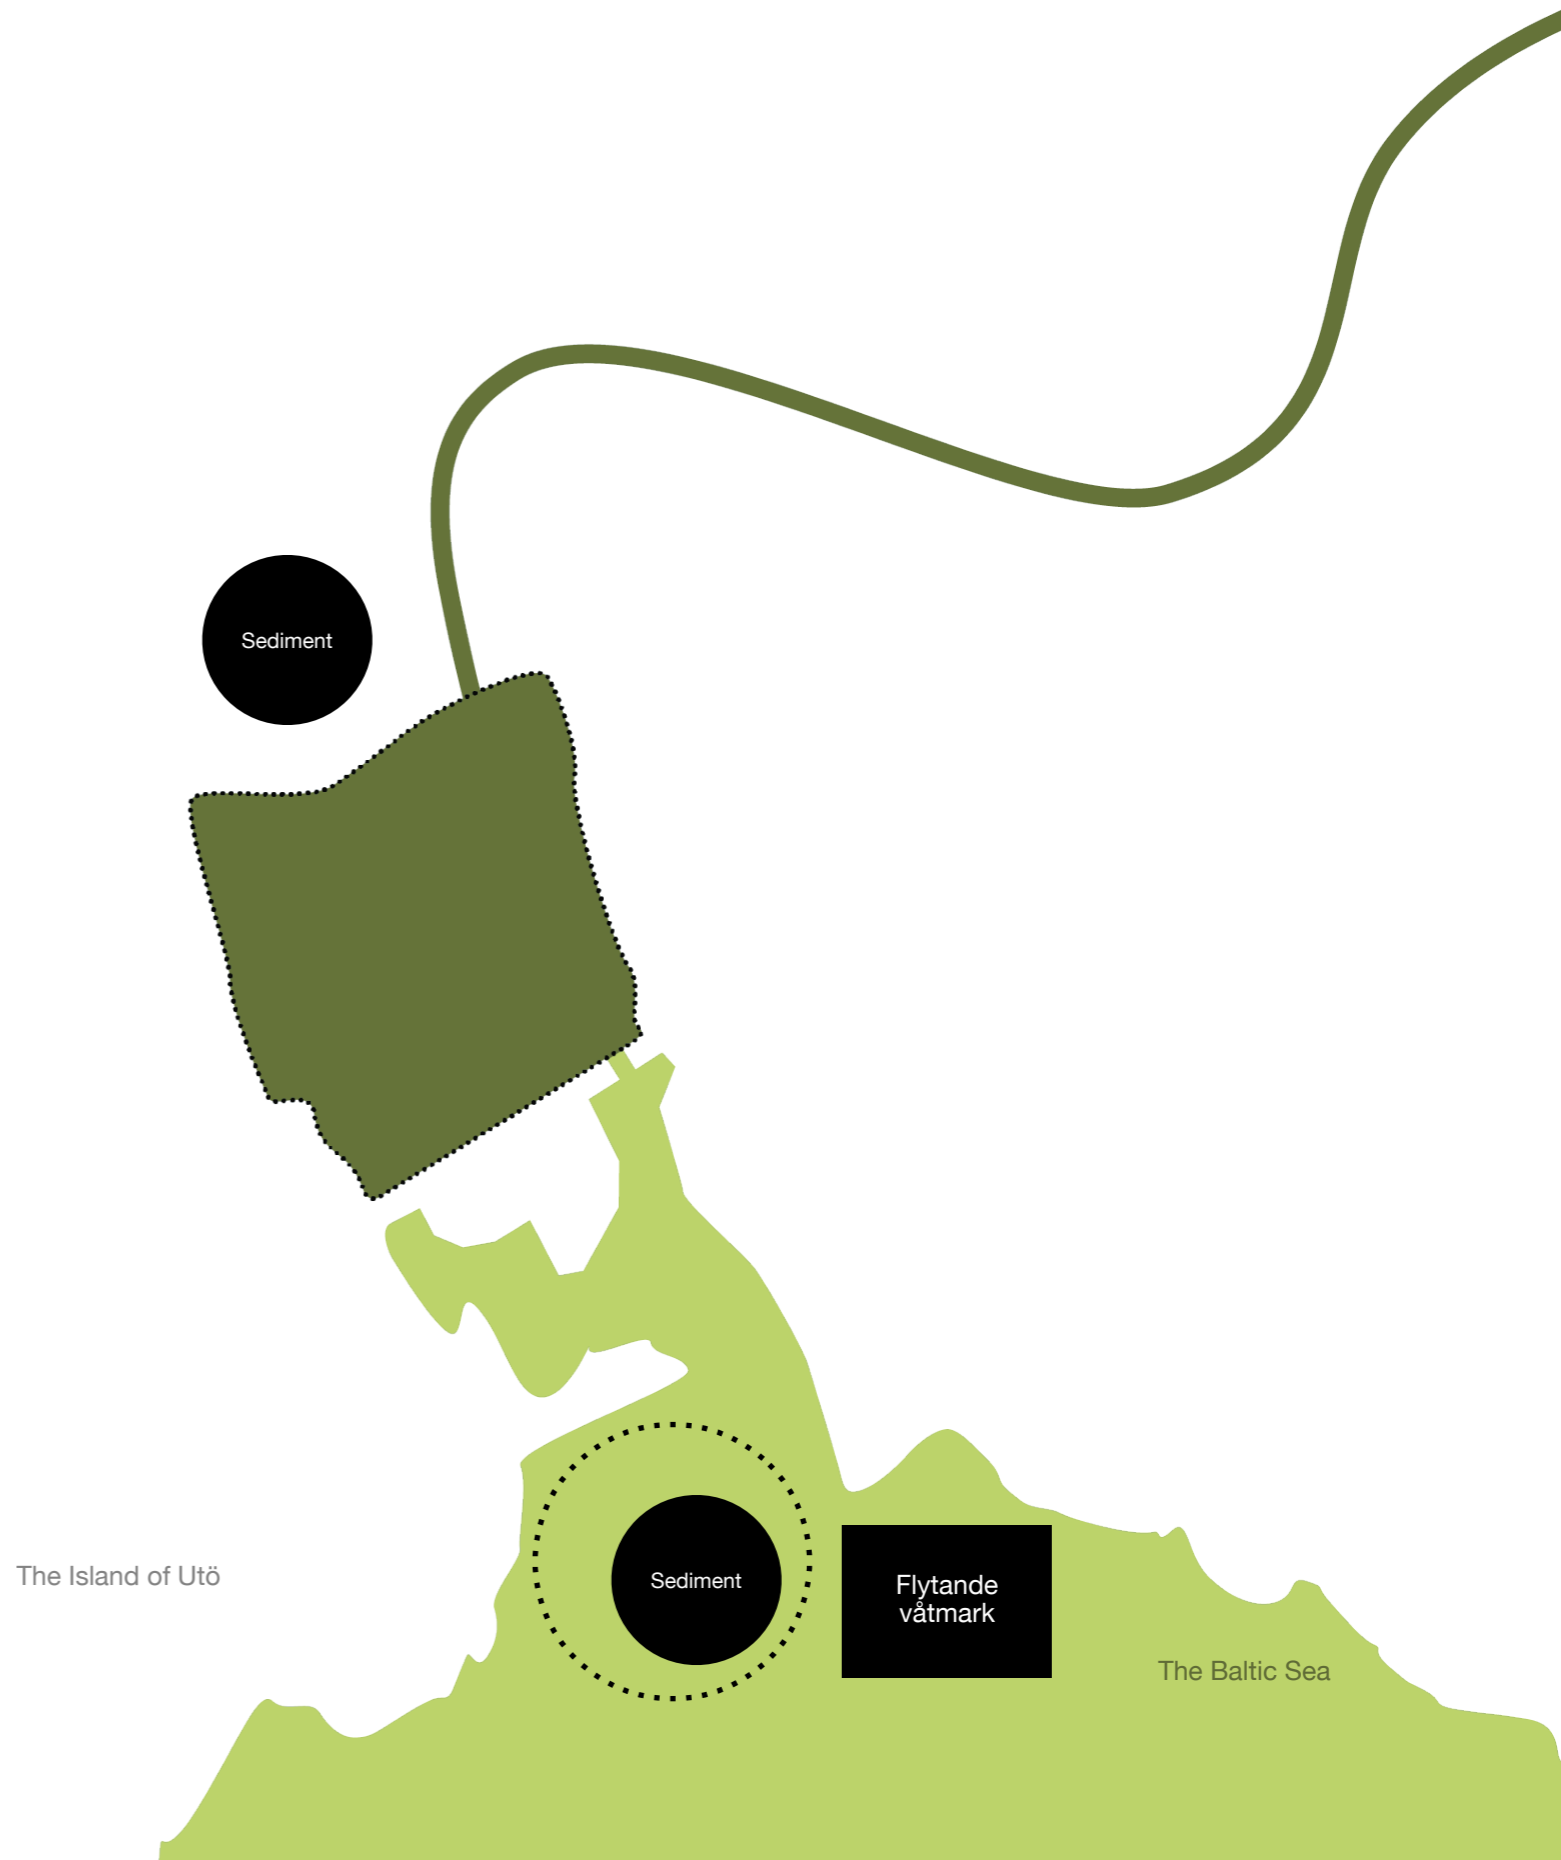 Sediment
The Island of Utö
Sediment
Flytande
våtmark
The Baltic Sea